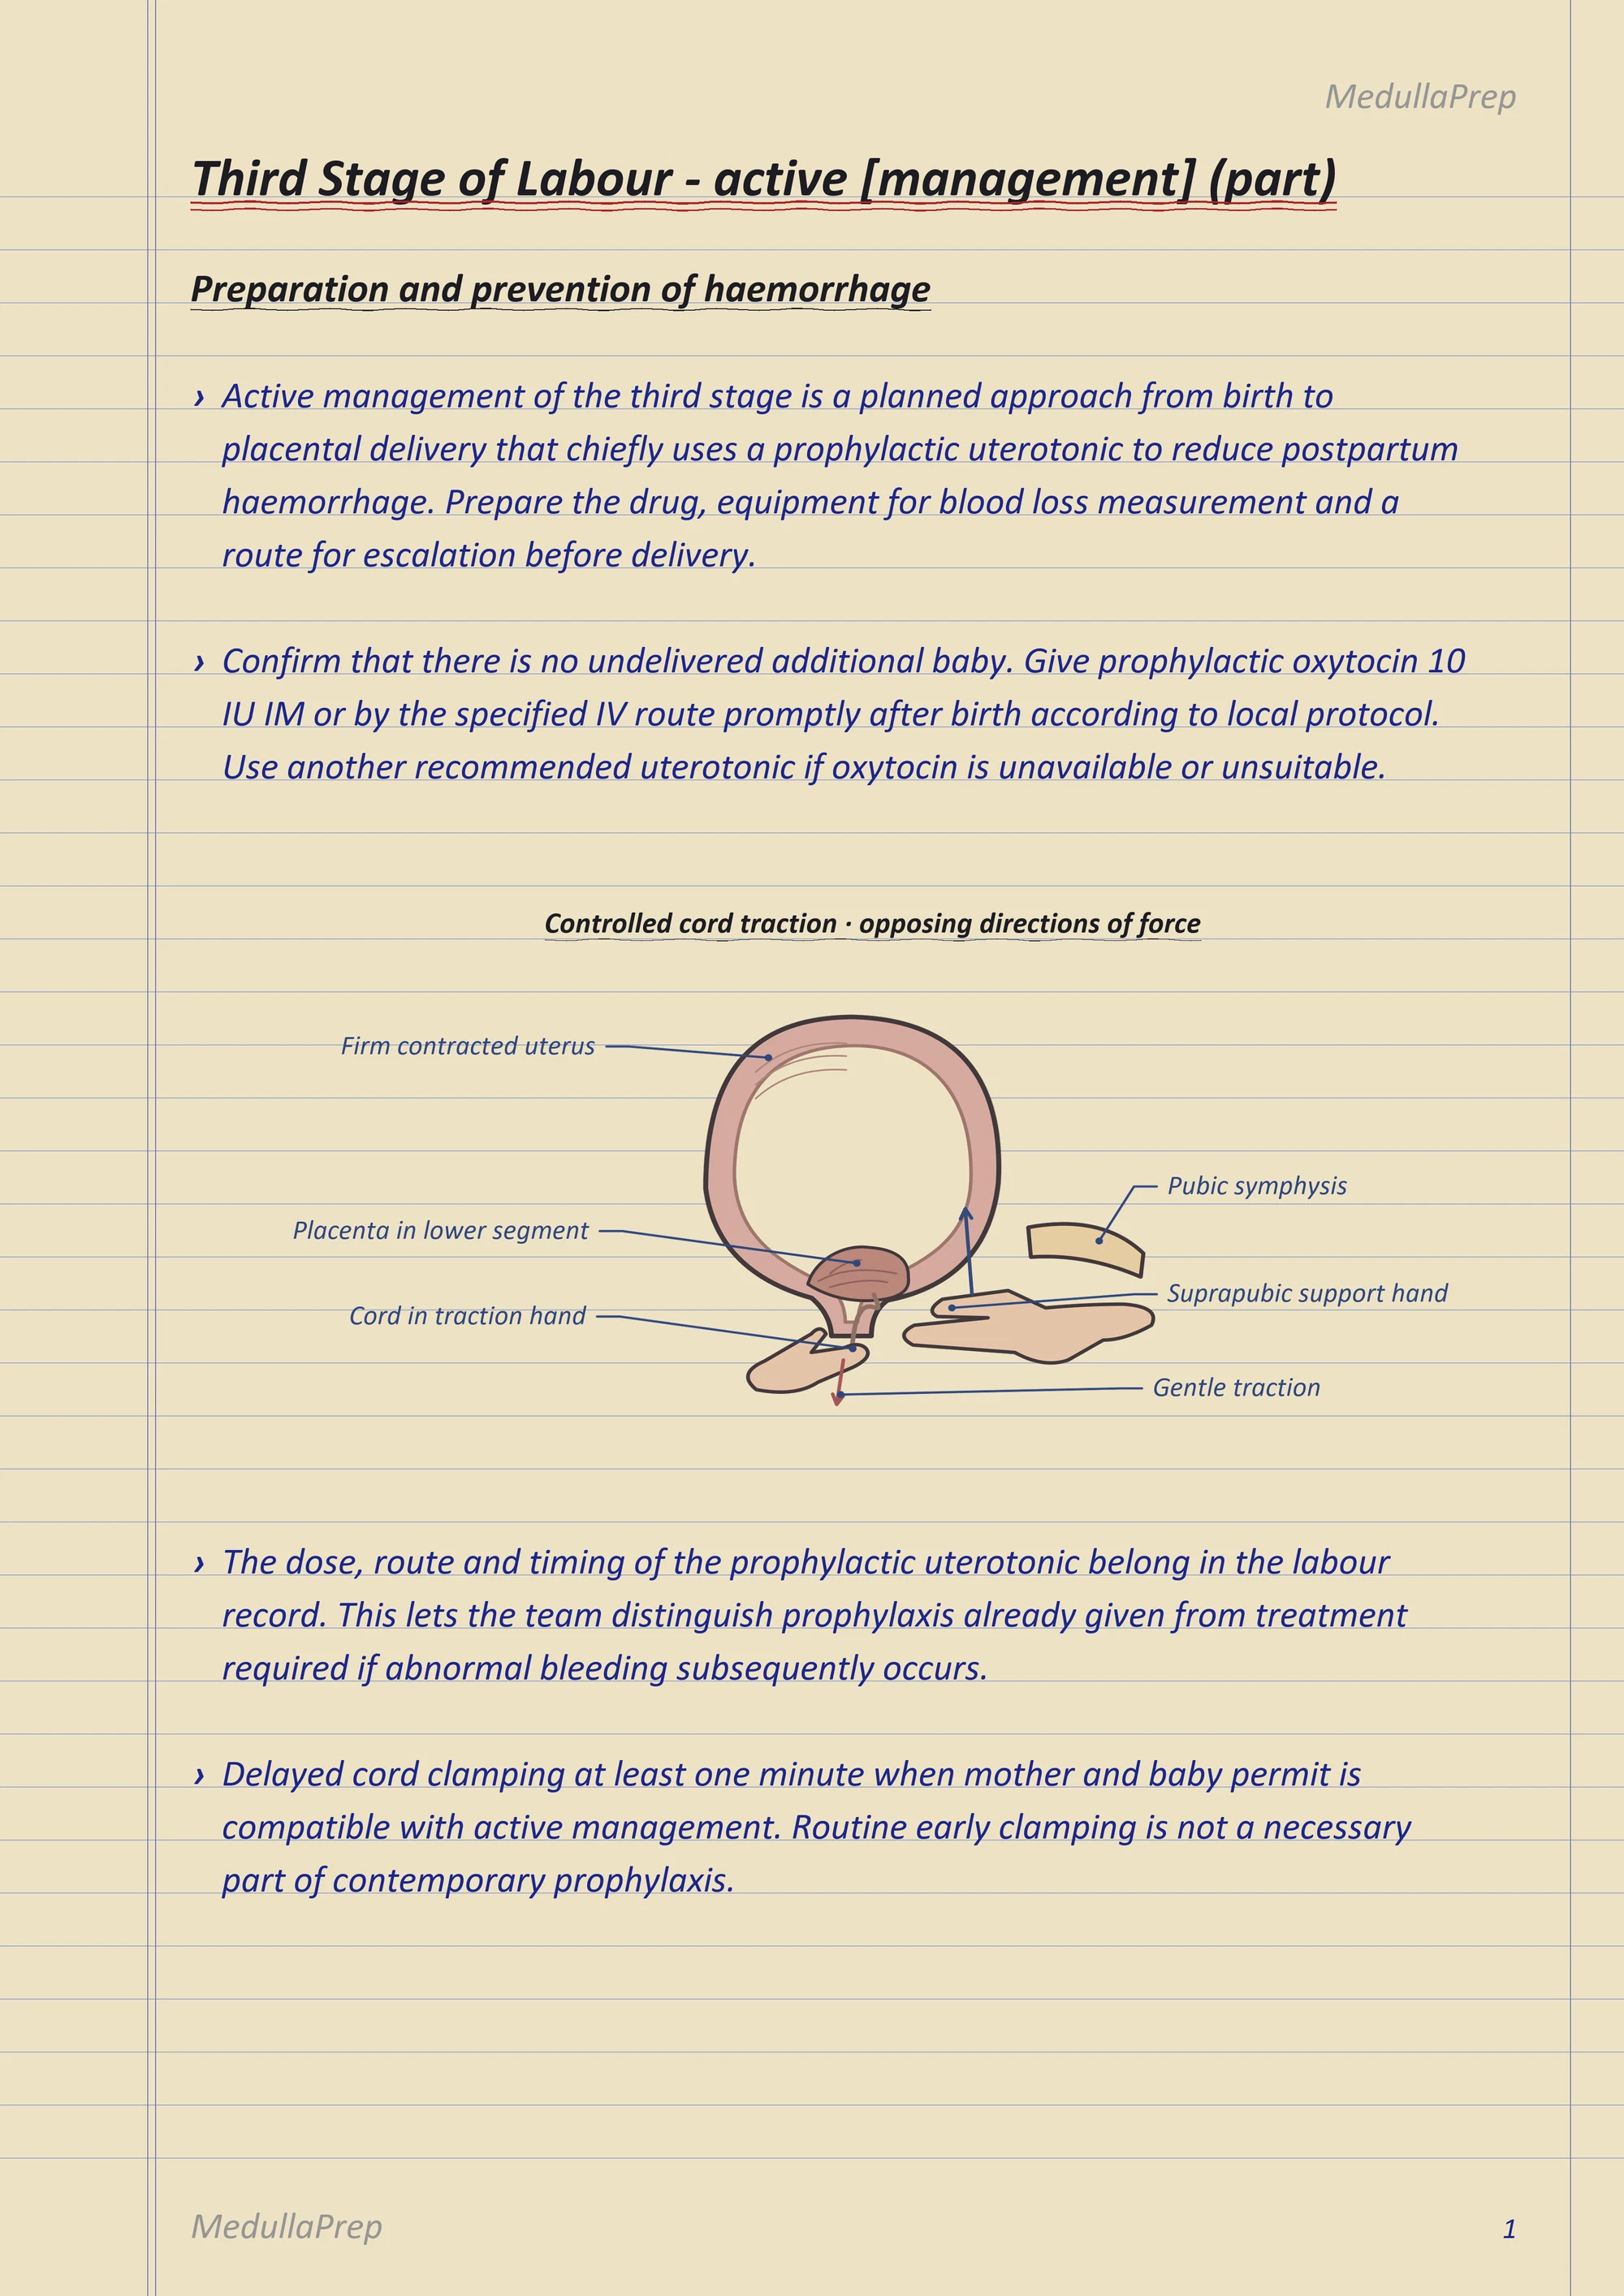 MedullaPrep
Third Stage of Labour - active [management] (part)
Preparation and prevention of haemorrhage
› Active management of the third stage is a planned approach from birth to
placental delivery that chiefly uses a prophylactic uterotonic to reduce postpartum
haemorrhage. Prepare the drug, equipment for blood loss measurement and a
route for escalation before delivery.
› Confirm that there is no undelivered additional baby. Give prophylactic oxytocin 10
IU IM or by the specified IV route promptly after birth according to local protocol.
Use another recommended uterotonic if oxytocin is unavailable or unsuitable.
Controlled cord traction · opposing directions of force
Firm contracted uterus
Pubic symphysis
Placenta in lower segment
Suprapubic support hand
Cord in traction hand
Gentle traction
› The dose, route and timing of the prophylactic uterotonic belong in the labour
record. This lets the team distinguish prophylaxis already given from treatment
required if abnormal bleeding subsequently occurs.
› Delayed cord clamping at least one minute when mother and baby permit is
compatible with active management. Routine early clamping is not a necessary
part of contemporary prophylaxis.
MedullaPrep
1